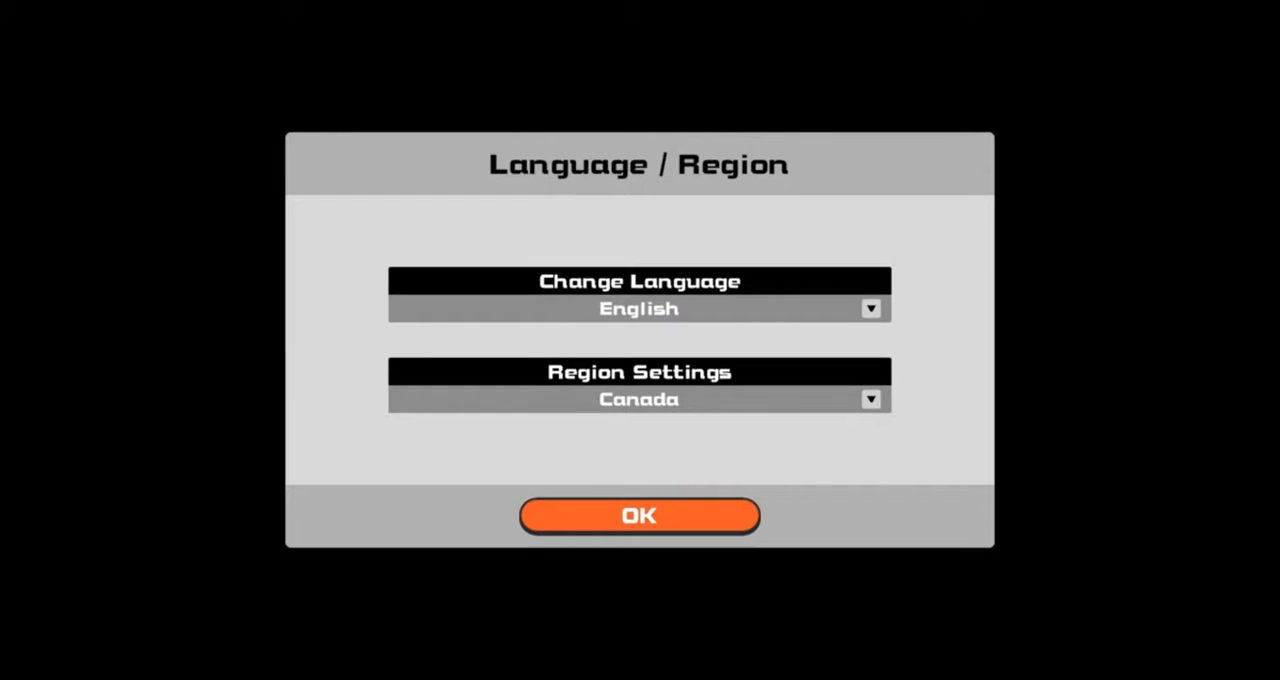 Language / Region
Change Language
English
Region Settings
Canada
OK